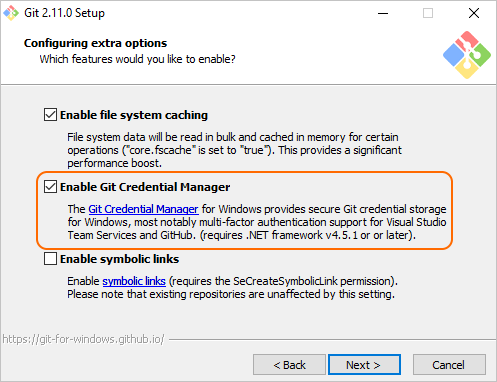 Git 2.11.0 Setup
Configuring extra options
Which features would you like to enable?
Enable file system caching
File system data will be read in bulk and cached in memory for certain
operations ("core.fscache" is set to "true"). This provides a significant
performance boost.
Enable Git Credential Manager
The Git Credential Manager for Windows provides secure Git credential storage
for Windows, most notably multi-factor authentication support for Visual Studio
Team Services and GitHub. (requires .NET framework v4.5.1 or or later).
Enable symbolic links
Enable symbolic links (requires the SeCreateSymbolicLink permission).
Please note that existing repositories are unaffected by this setting.
https://git-for-windows.github.io/
< Back
Next >
Cancel